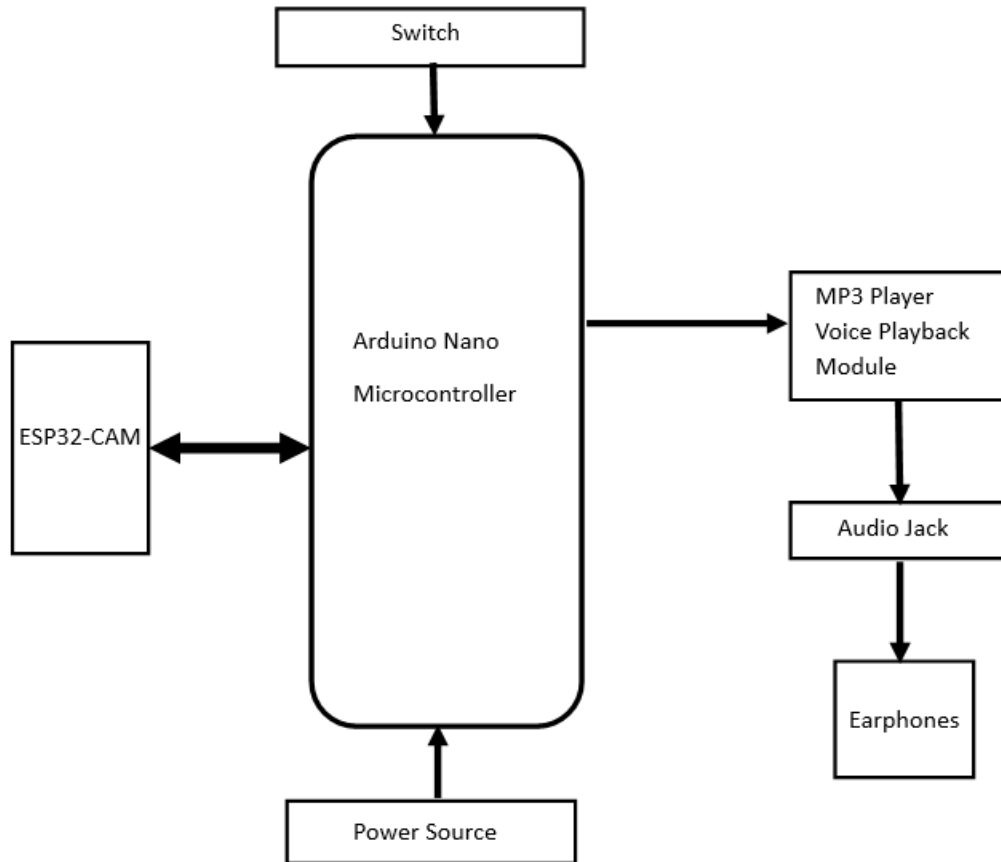 Switch
Arduino Nano
Microcontroller
MP3 Player
Voice Playback
Module
ESP32-CAM
Audio Jack
Earphones
Power Source